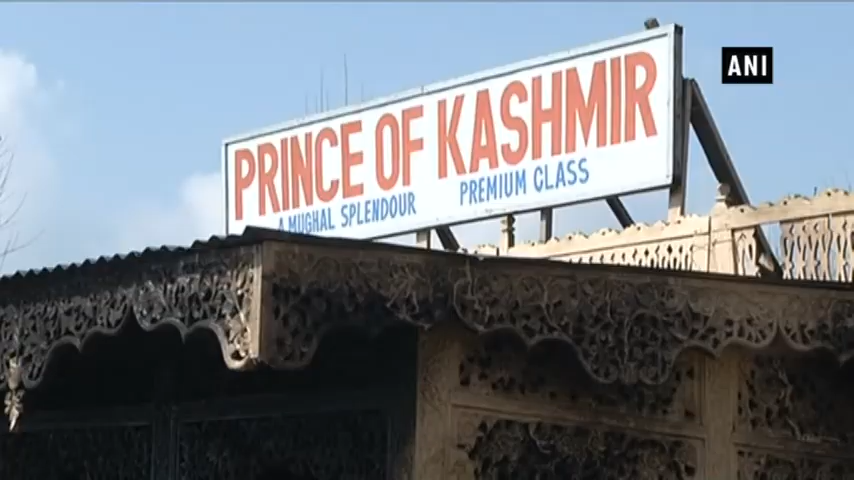 ANI
PRINCE OF KASHMIR
A MUGHAL SPLENDOUR PREMIUM CLASS